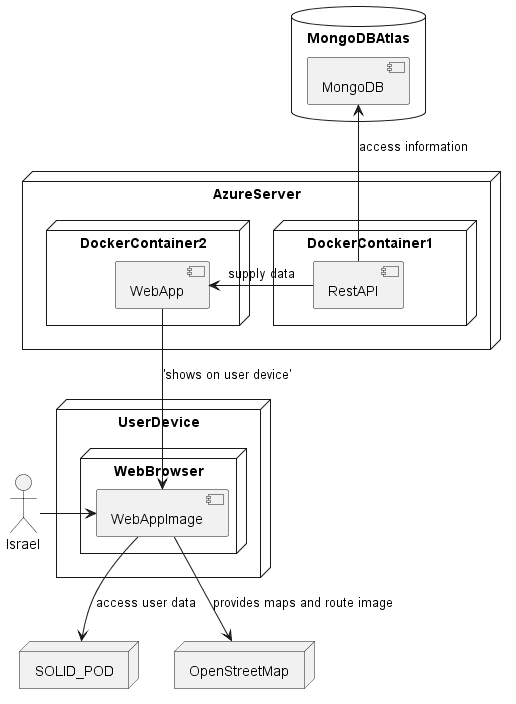 MongoDBAtlas
MongoDB
access information
AzureServer
DockerContainer2
DockerContainer1
supply data
WebApp
RestAPI
'shows on user device'
UserDevice
WebBrowser
WebAppImage
Israel
access user data
provides maps and route image
SOLID_POD
OpenStreetMap